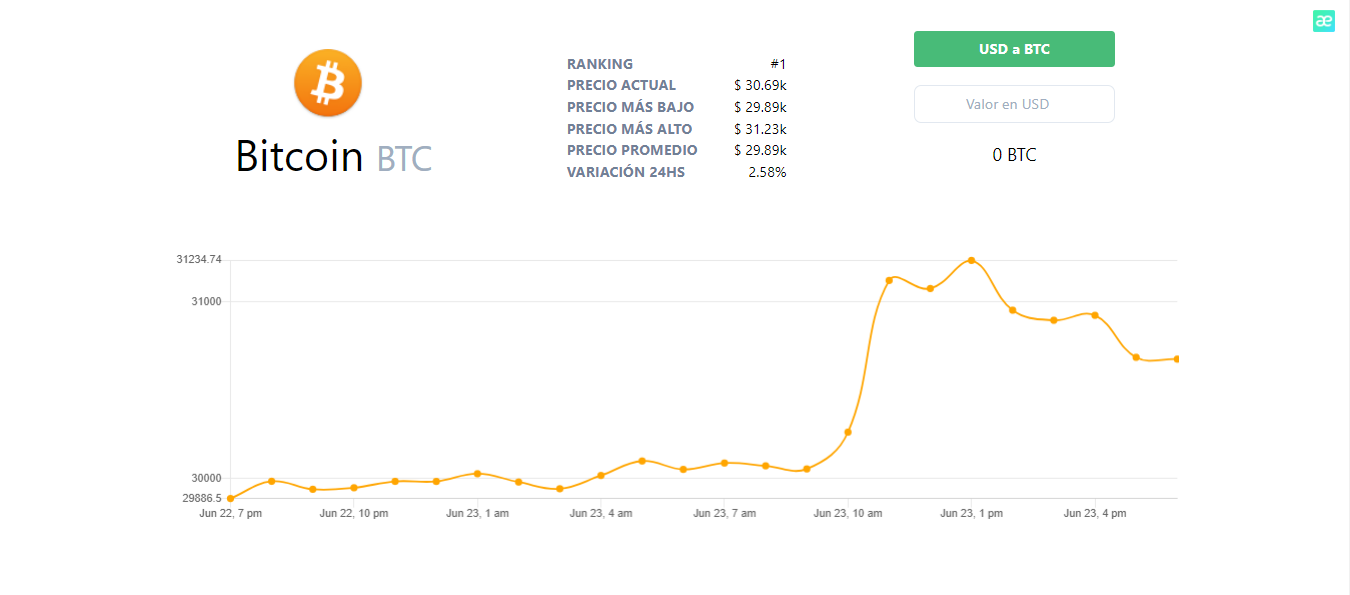 æ
Bitcoin BTC
RANKING #1
PRECIO ACTUAL $ 30.69k
PRECIO MÁS BAJO $ 29.89k
PRECIO MÁS ALTO $ 31.23k
PRECIO PROMEDIO $ 29.89k
VARIACIÓN 24HS 2.58%
USD a BTC
Valor en USD
0 BTC
31234.74
31000
30000
29886.5
Jun 22, 7 pm Jun 22, 10 pm Jun 23, 1 am Jun 23, 4 am Jun 23, 7 am Jun 23, 10 am Jun 23, 1 pm Jun 23, 4 pm